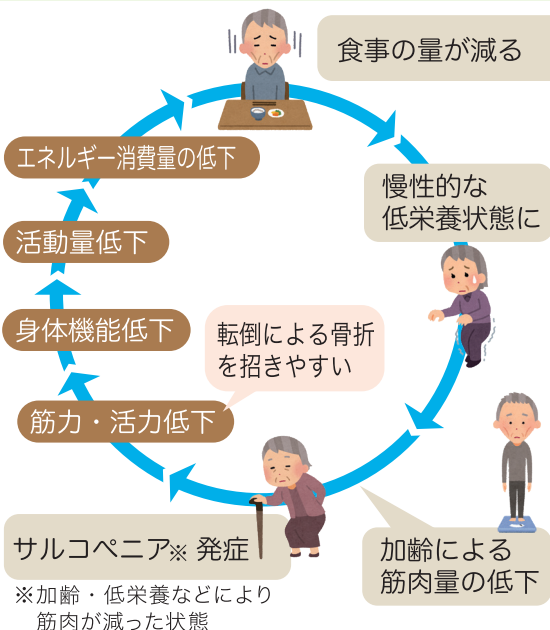 食事の量が減る
慢性的な
低栄養状態に
加齢による
筋肉量の低下
サルコペニア※ 発症
※加齢・低栄養などにより
筋肉が減った状態
筋力・活力低下
転倒による骨折
を招きやすい
身体機能低下
活動量低下
エネルギー消費量の低下